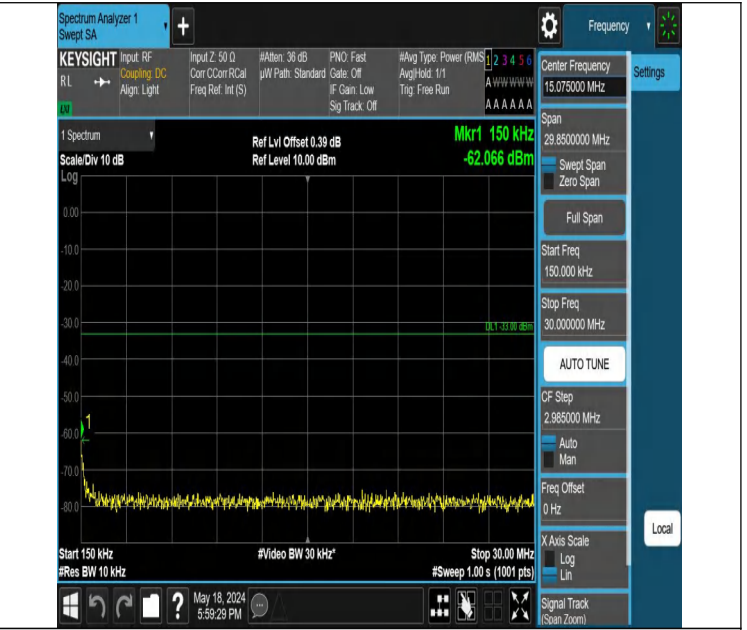 Spectrum Analyzer 1
Swept SA
Frequency
KEYSIGHT
RL
Input: RF
Coupling: DC
Align: Light
Input Z: 50 Ω
Corr CCorr RCal
Freq Ref: Int (S)
#Atten: 36 dB
µW Path: Standard
PNO: Fast
Gate: Off
IF Gain: Low
Sig Track: Off
#Avg Type: Power (RMS
Avg|Hold: 1/1
Trig: Free Run
1 2 3 4 5 6
A W W W W W
A A A A A A
1 Spectrum
Scale/Div 10 dB
Log
Ref Lvl Offset 0.39 dB
Ref Level 10.00 dBm
Mkr1 150 kHz
-62.066 dBm
0.00
-10.0
-20.0
-30.0
DL1 -33.00 dBm
-40.0
-50.0
1
-60.0
-70.0
-80.0
Start 150 kHz
#Res BW 10 kHz
#Video BW 30 kHz*
Stop 30.00 MHz
#Sweep 1.00 s (1001 pts)
May 18, 2024
5:59:29 PM
Center Frequency
15.075000 MHz
Settings
Span
29.8500000 MHz
Swept Span
Zero Span
Full Span
Start Freq
150.000 kHz
Stop Freq
30.000000 MHz
AUTO TUNE
CF Step
2.985000 MHz
Auto
Man
Freq Offset
0 Hz
X Axis Scale
Log
Lin
Local
Signal Track
(Span Zoom)